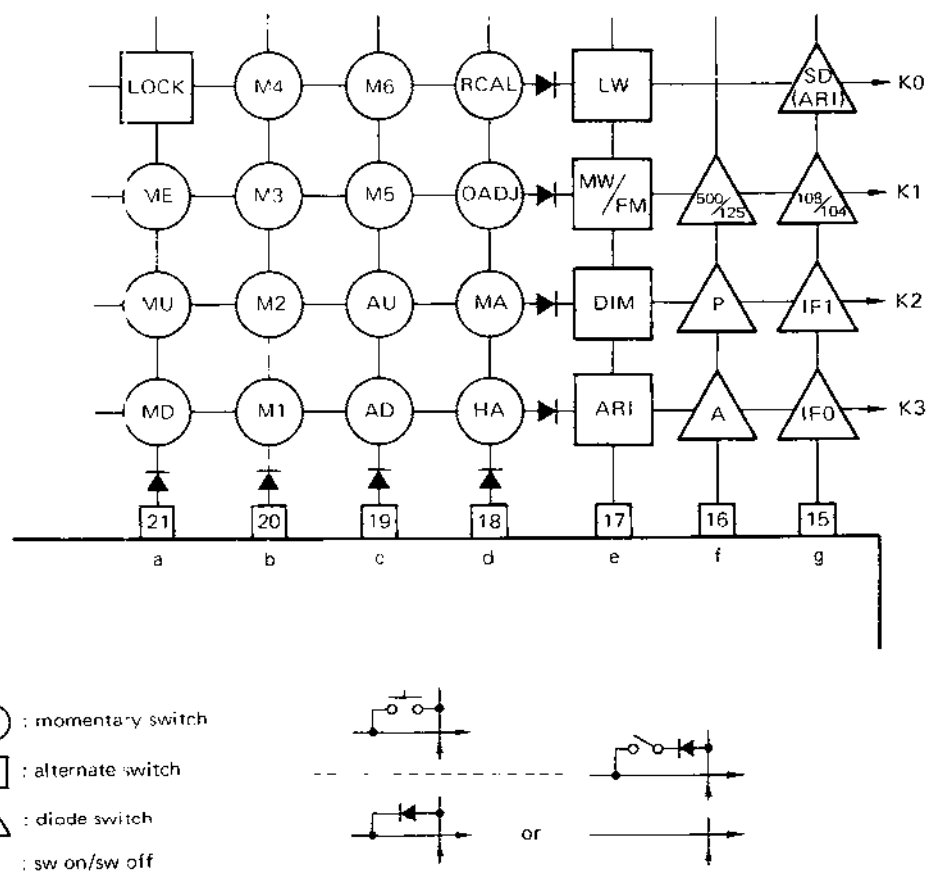 LOCK M4 M6 RCAL LW SD (ARI) K0
ME M3 M5 OADJ MW/FM 500/125 108/104 K1
MU M2 AU MA DIM P IF1 K2
MD M1 AD HA ARI A IF0 K3
21 20 19 18 17 16 15
a b c d e f g
: momentary switch
: alternate switch
: diode switch
or
: sw on/sw off